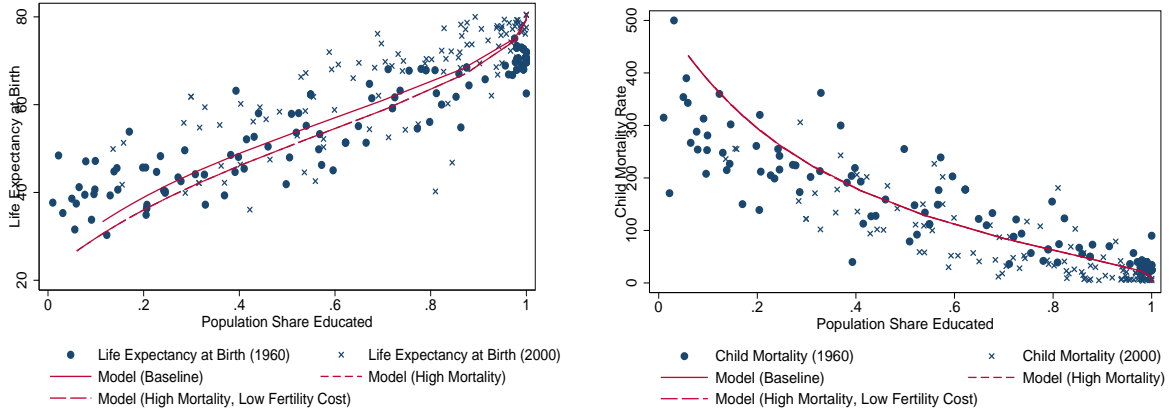 Life Expectancy at Birth
80
60
40
20
0
.2
.4
.6
.8
1
Population Share Educated
Life Expectancy at Birth (1960)
Life Expectancy at Birth (2000)
Model (Baseline)
Model (High Mortality)
Model (High Mortality, Low Fertility Cost)
Child Mortality Rate
500
400
300
200
100
0
0
.2
.4
.6
.8
1
Population Share Educated
Child Mortality (1960)
Child Mortality (2000)
Model (Baseline)
Model (High Mortality)
Model (High Mortality, Low Fertility Cost)